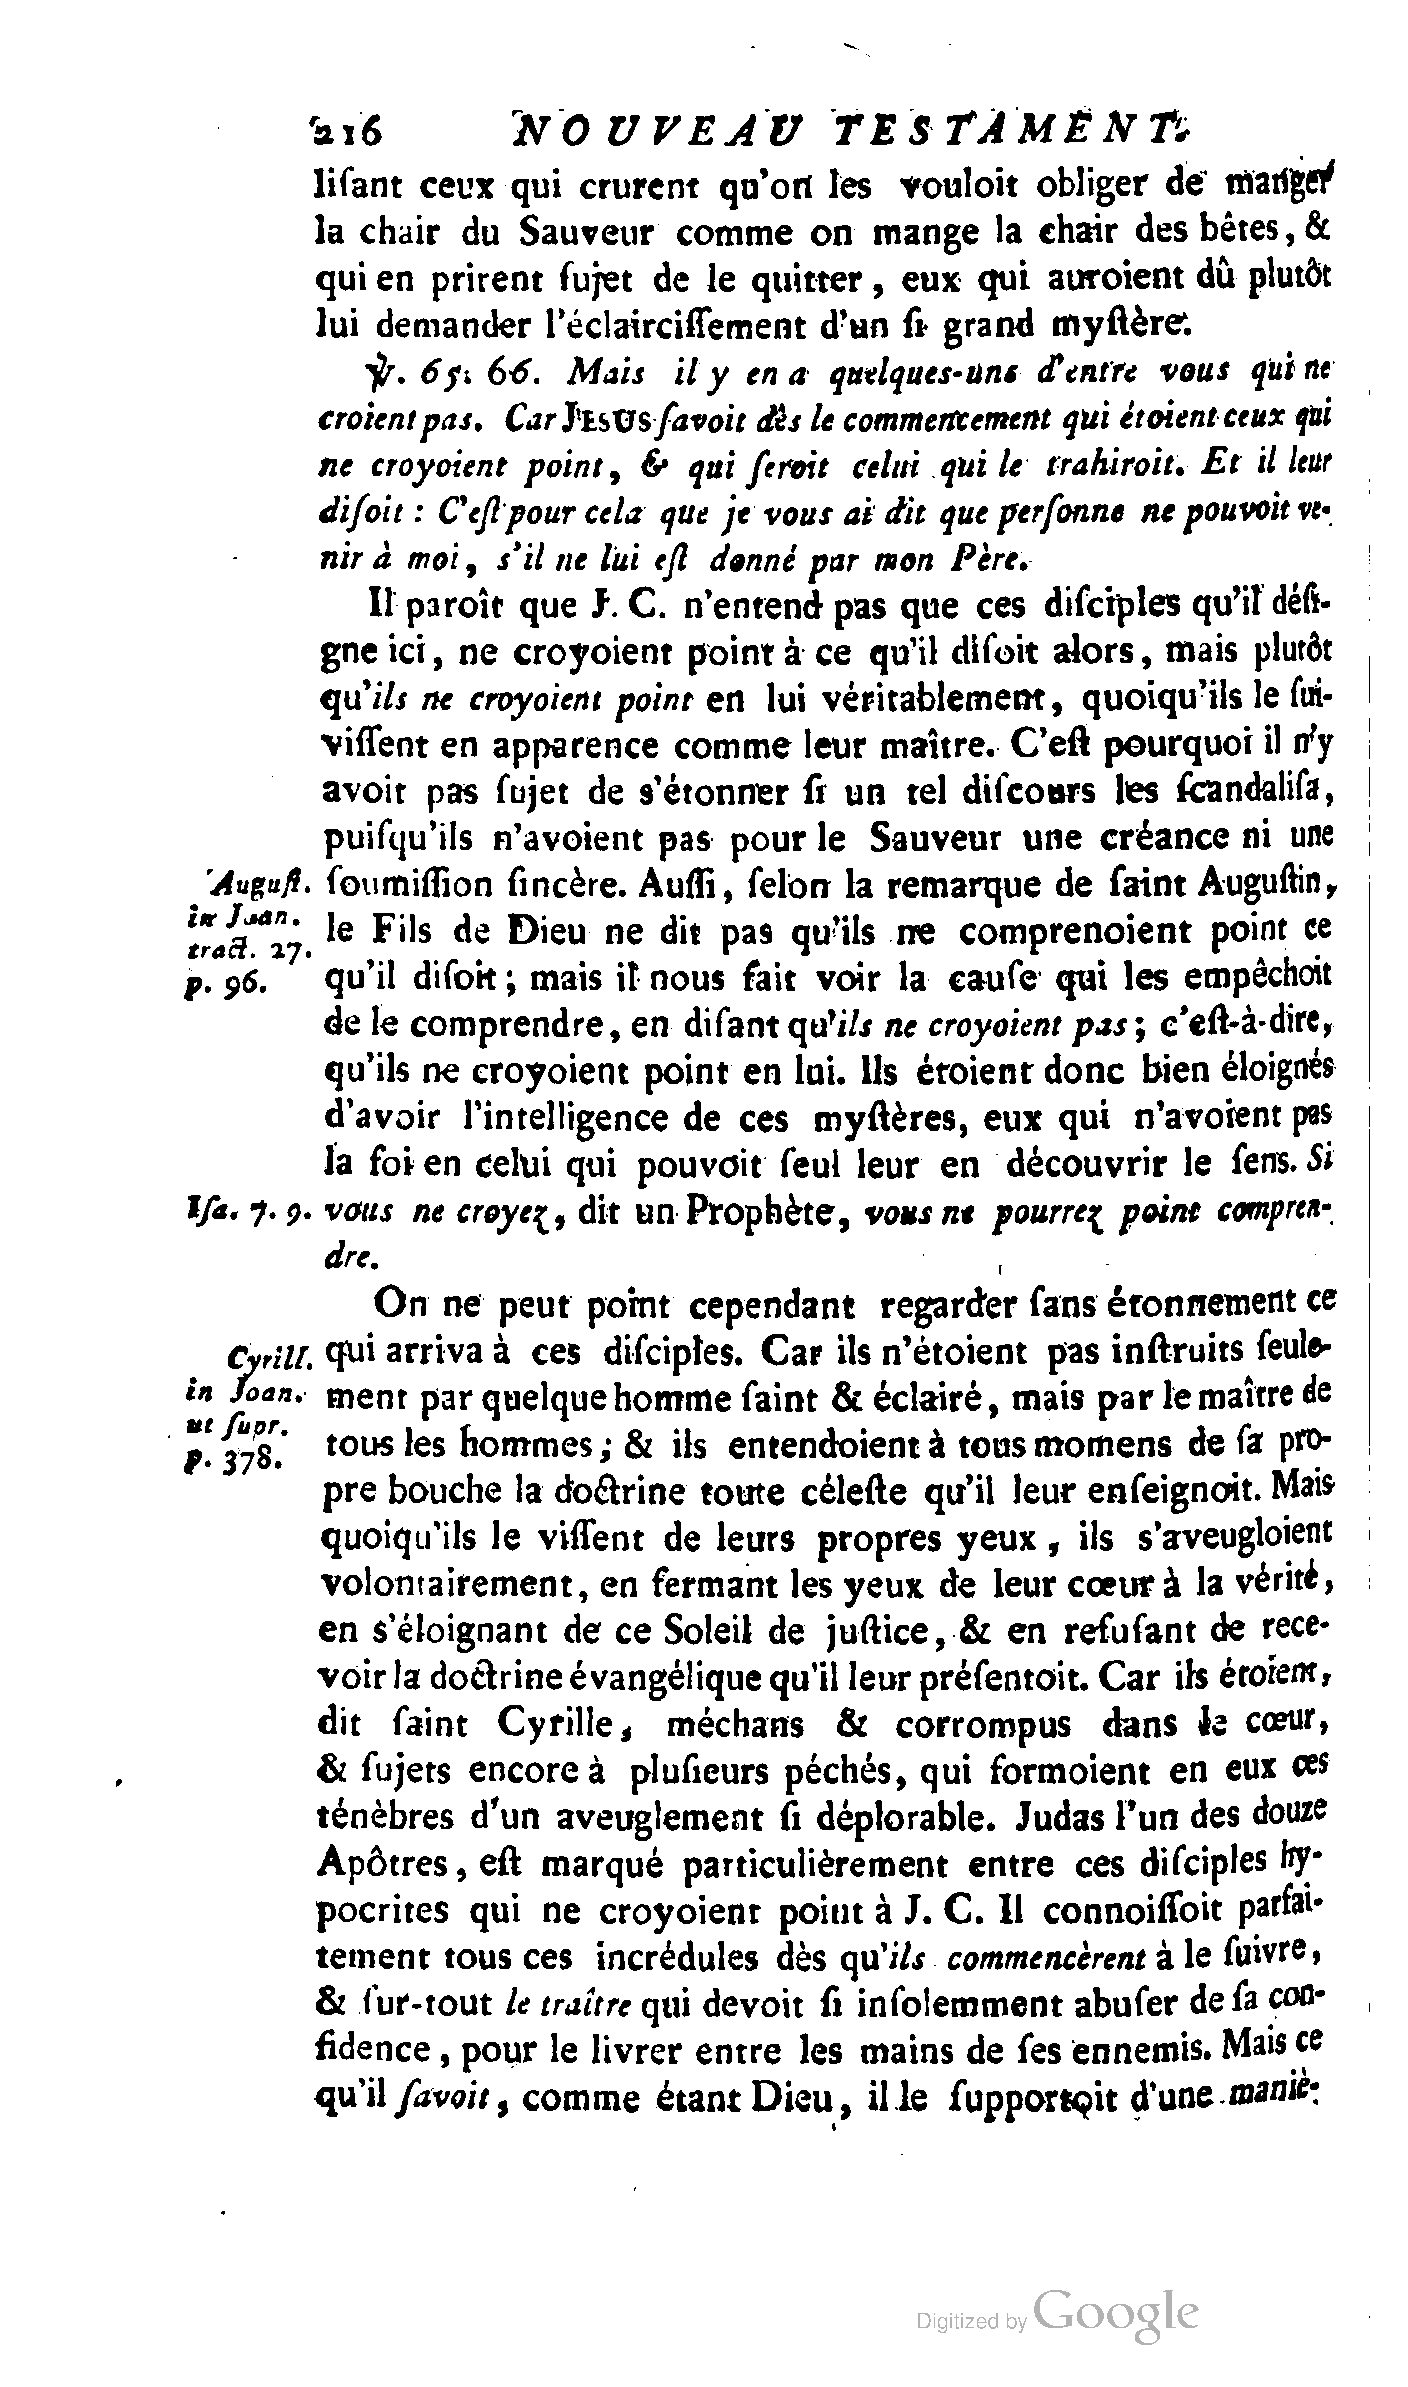 216 NOUVEAU TESTAMENT.
liſant ceux qui crurent qu'on les vouloit obliger de manger
la chair du Sauveur comme on mange la chair des bêtes, &
qui en prirent ſujet de le quitter, eux qui auroient dû plutôt
lui demander l'éclairciſſement d'un ſi grand myſtère.
℣. 65. 66. Mais il y en a quelques-uns d'entre vous qui ne
croient pas. Car JESUS ſavoit dès le commencement qui étoient ceux qui
ne croyoient point, & qui ſeroit celui qui le trahiroit. Et il leur
diſoit : C'eſt pour cela que je vous ai dit que perſonne ne pouvoit ve-
nir à moi, s'il ne lui eſt donné par mon Père.
Il paroît que J. C. n'entend pas que ces diſciples qu'il déſi-
gne ici, ne croyoient point à ce qu'il diſoit alors, mais plutôt
qu'ils ne croyoient point en lui véritablement, quoiqu'ils le ſui-
viſſent en apparence comme leur maître. C'eſt pourquoi il n'y
avoit pas ſujet de s'étonner ſi un tel diſcours les ſcandaliſa,
puiſqu'ils n'avoient pas pour le Sauveur une créance ni une
Auguſt. ſoumiſſion ſincère. Auſſi, ſelon la remarque de ſaint Auguſtin,
in Joan. le Fils de Dieu ne dit pas qu'ils ne comprenoient point ce
tract. 27.
p. 96. qu'il diſoit ; mais il nous fait voir la cauſe qui les empêchoit
de le comprendre, en diſant qu'ils ne croyoient pas ; c'eſt-à-dire,
qu'ils ne croyoient point en lui. Ils étoient donc bien éloignés
d'avoir l'intelligence de ces myſtères, eux qui n'avoient pas
la foi en celui qui pouvoit ſeul leur en découvrir le ſens. Si
Iſa. 7. 9. vous ne croyez, dit un Prophète, vous ne pourrez point compren-
dre.
On ne peut point cependant regarder ſans étonnement ce
Cyrill. qui arriva à ces diſciples. Car ils n'étoient pas inſtruits ſeule-
in Joan. ment par quelque homme ſaint & éclairé, mais par le maître de
ut ſupr.
p. 378. tous les hommes ; & ils entendoient à tous momens de ſa pro-
pre bouche la doctrine toute céleſte qu'il leur enſeignoit. Mais
quoiqu'ils le viſſent de leurs propres yeux, ils s'aveugloient
volontairement, en fermant les yeux de leur cœur à la vérité,
en s'éloignant de ce Soleil de juſtice, & en refuſant de rece-
voir la doctrine évangélique qu'il leur préſentoit. Car ils étoient,
dit ſaint Cyrille, méchans & corrompus dans le cœur,
& ſujets encore à pluſieurs péchés, qui formoient en eux ces
ténèbres d'un aveuglement ſi déplorable. Judas l'un des douze
Apôtres, eſt marqué particulièrement entre ces diſciples hy-
pocrites qui ne croyoient point à J. C. Il connoiſſoit parfai-
tement tous ces incrédules dès qu'ils commencèrent à le ſuivre,
& ſur-tout le traître qui devoit ſi inſolemment abuſer de ſa con-
fidence, pour le livrer entre les mains de ſes ennemis. Mais ce
qu'il ſavoit, comme étant Dieu, il le ſupportoit d'une maniè-
Digitized by Google